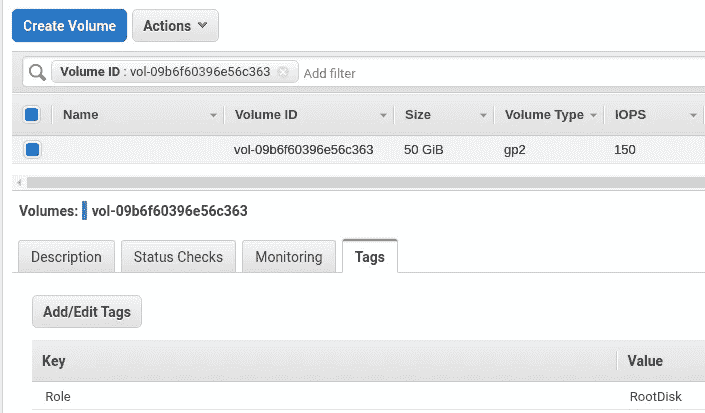 Create Volume Actions
Volume ID : vol-09b6f60396e56c363 Add filter
Name Volume ID Size Volume Type IOPS
vol-09b6f60396e56c363 50 GiB gp2 150
Volumes: vol-09b6f60396e56c363
Description Status Checks Monitoring Tags
Add/Edit Tags
Key Value
Role RootDisk